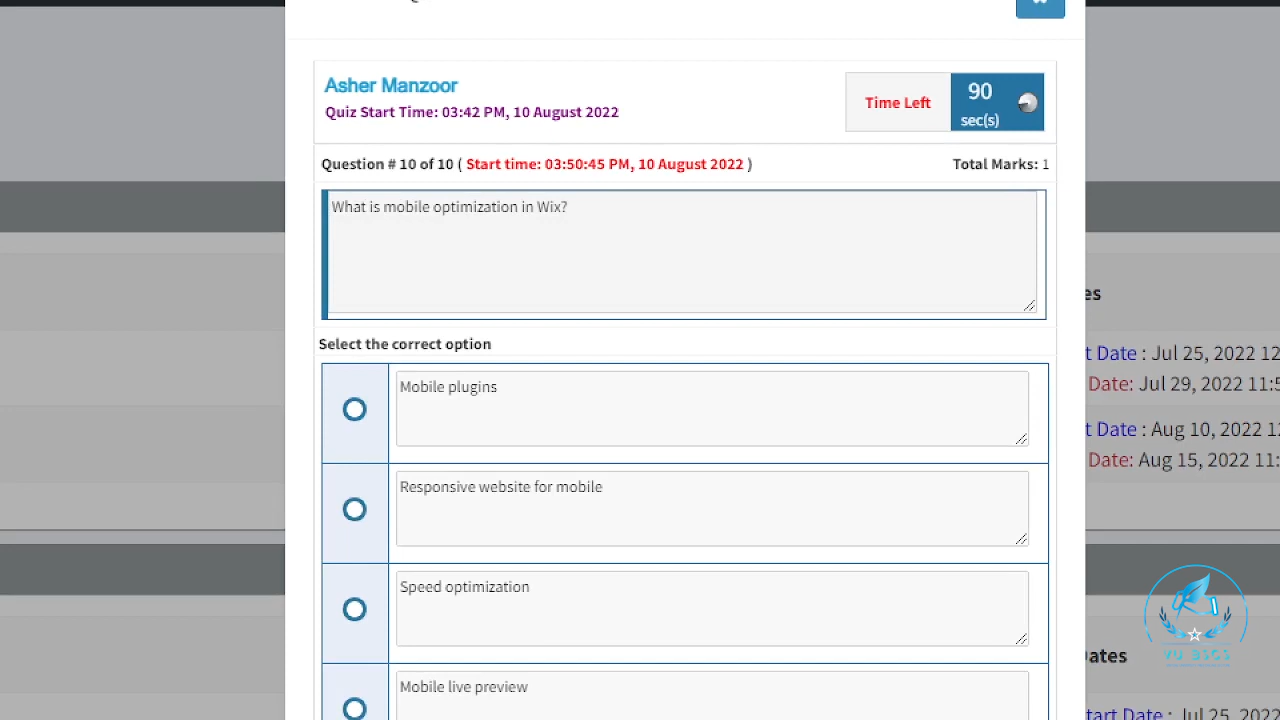 Asher Manzoor
Quiz Start Time: 03:42 PM, 10 August 2022
Time Left
90
sec(s)
Question # 10 of 10 ( Start time: 03:50:45 PM, 10 August 2022 )
Total Marks: 1
What is mobile optimization in Wix?
Select the correct option
Mobile plugins
Responsive website for mobile
Speed optimization
Mobile live preview
es
t Date : Jul 25, 2022 12
Date: Jul 29, 2022 11:5
t Date : Aug 10, 2022 12
Date: Aug 15, 2022 11:
VU BSCS
Dates
tart Date : Jul 25, 2022